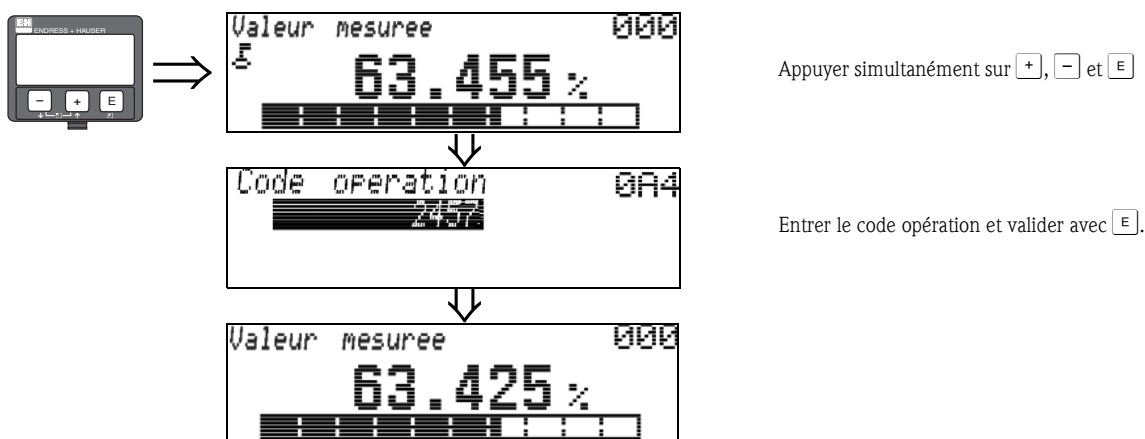 E+H
ENDRESS + HAUSER
- + E
Valeur mesuree 000
63.455 %
Appuyer simultanément sur +, - et E
Code operation 0A4
2457
Entrer le code opération et valider avec E.
Valeur mesuree 000
63.425 %